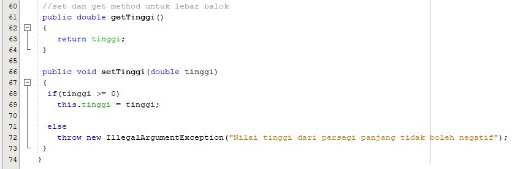 60 //set dan get method untuk lebar balok
61 public double getTinggi()
62 {
63 return tinggi;
64 }
65
66 public void setTinggi(double tinggi)
67 {
68 if(tinggi >= 0)
69 this.tinggi = tinggi;
70
71 else
72 throw new IllegalArgumentException("Nilai tinggi dari persegi panjang tidak boleh negatif");
73 }
74 }